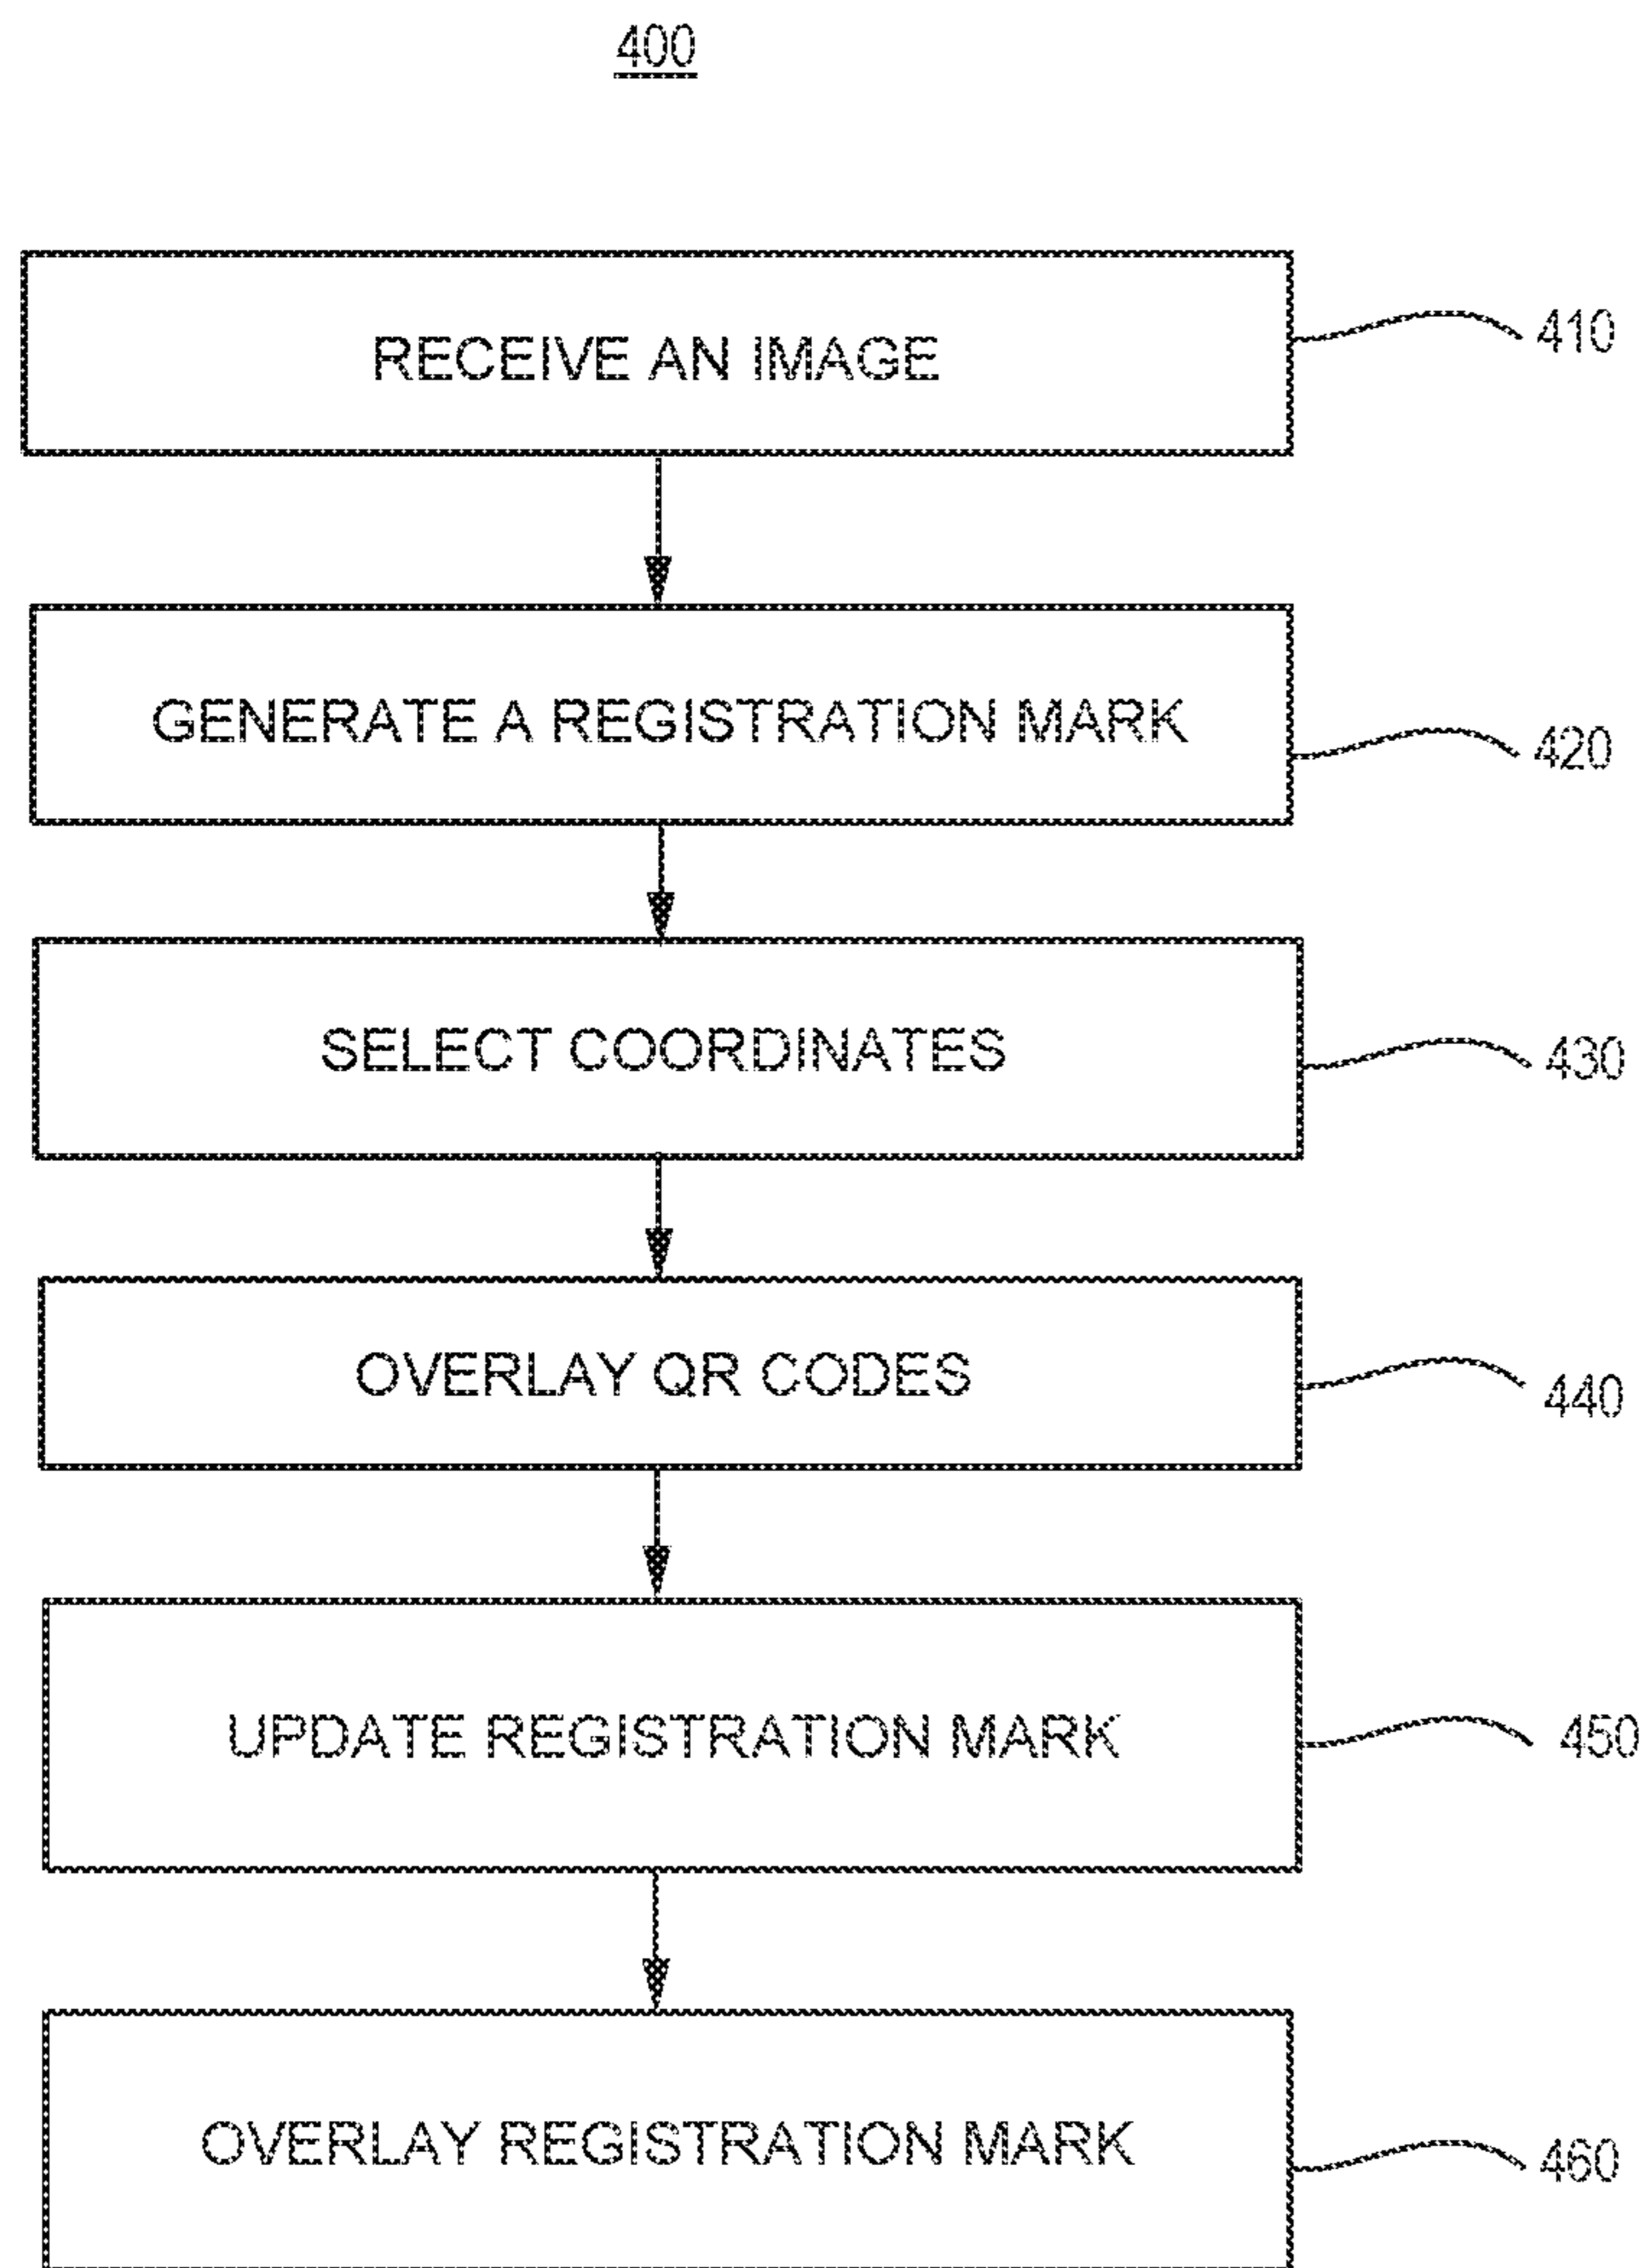 400
RECEIVE AN IMAGE
410
GENERATE A REGISTRATION MARK
420
SELECT COORDINATES
430
OVERLAY QR CODES
440
UPDATE REGISTRATION MARK
450
OVERLAY REGISTRATION MARK
460